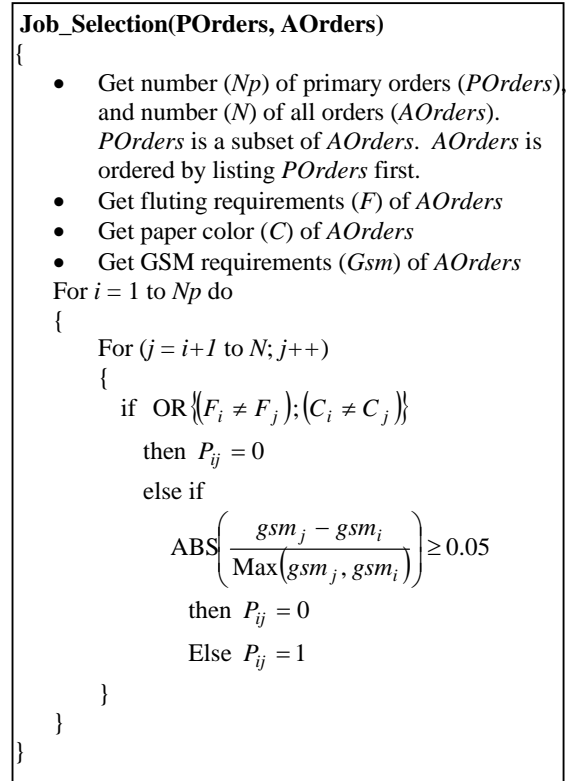 Job_Selection(POrders, AOrders)
{
• Get number (Np) of primary orders (POrders),
and number (N) of all orders (AOrders).
POrders is a subset of AOrders. AOrders is
ordered by listing POrders first.
• Get fluting requirements (F) of AOrders
• Get paper color (C) of AOrders
• Get GSM requirements (Gsm) of AOrders
For i = 1 to Np do
{
For (j = i+1 to N; j++)
{
if OR{(F_i ≠ F_j);(C_i ≠ C_j)}
then P_ij = 0
else if
ABS((gsm_j − gsm_i)/(Max(gsm_j, gsm_i))) ≥ 0.05
then P_ij = 0
Else P_ij = 1
}
}
}